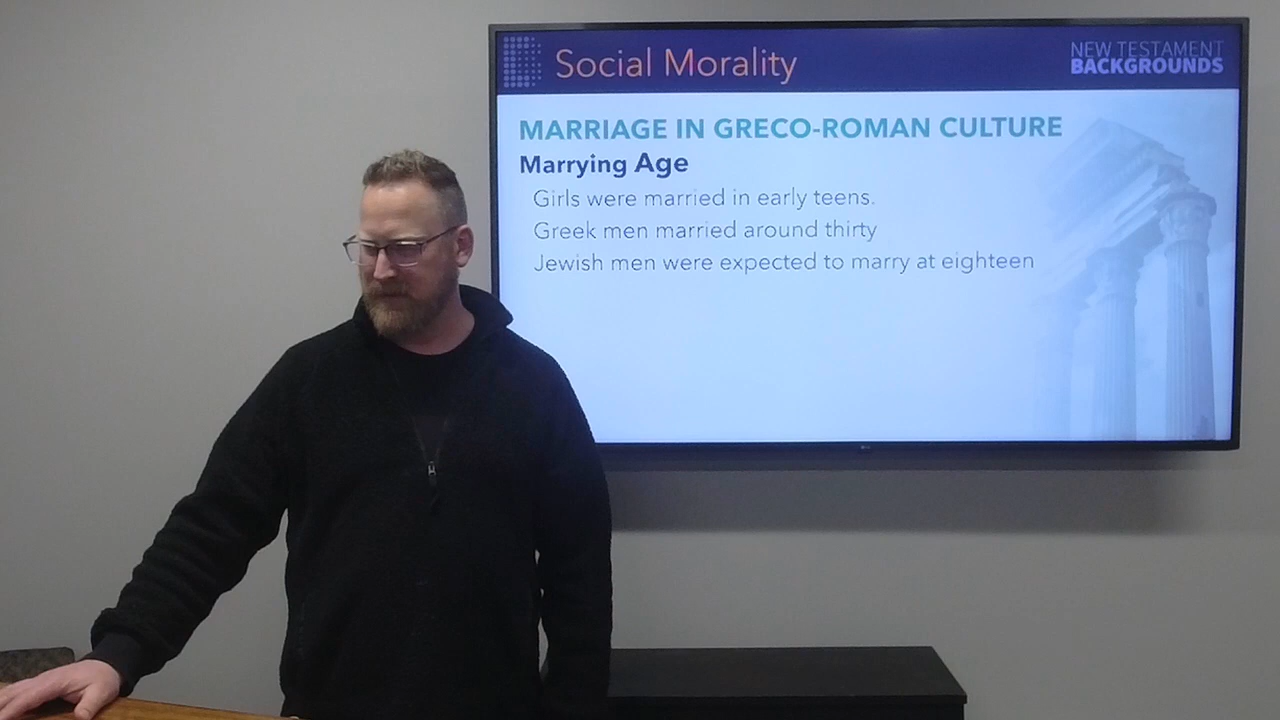 Social Morality
NEW TESTAMENT
BACKGROUNDS
MARRIAGE IN GRECO-ROMAN CULTURE
Marrying Age
Girls were married in early teens.
Greek men married around thirty
Jewish men were expected to marry at eighteen